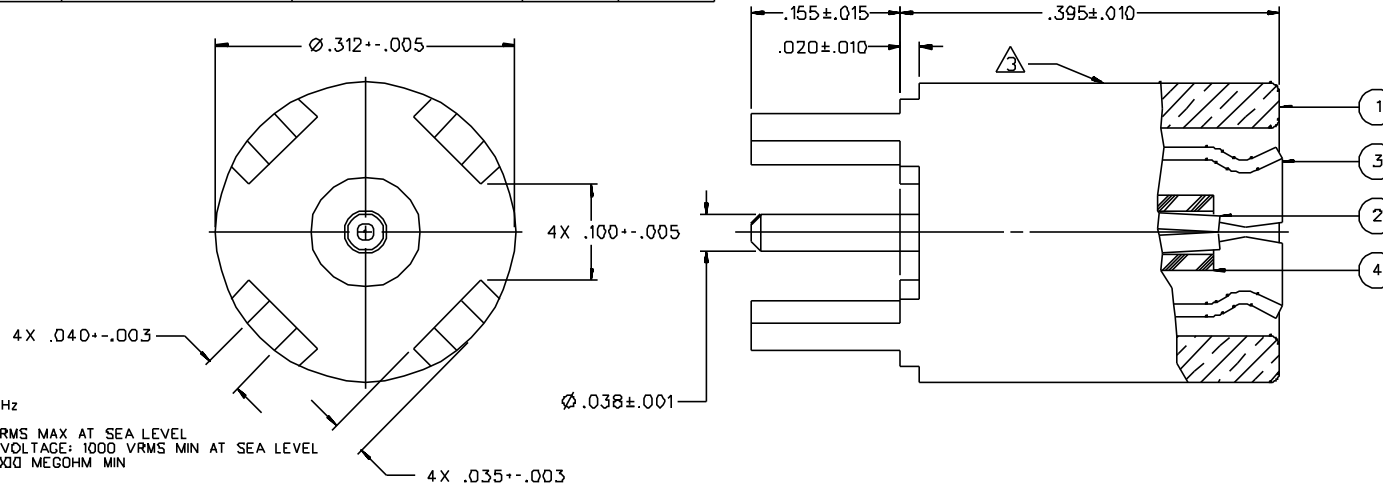 .155±.015
.395±.010
Ø.312+-.005
.020±.010
3
1
3
4X .100+-.005
2
4
4X .040+-.003
Ø.038±.001
Hz
RMS MAX AT SEA LEVEL
VOLTAGE: 1000 VRMS MIN AT SEA LEVEL
MEGOHM MIN
4X .035+-.003